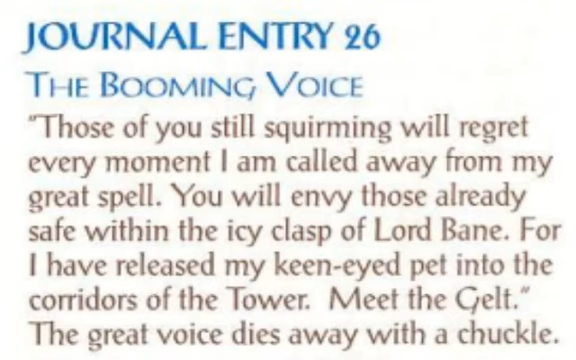 JOURNAL ENTRY 26
THE BOOMING VOICE
"Those of you still squirming will regret
every moment I am called away from my
great spell. You will envy those already
safe within the icy clasp of Lord Bane. For
I have released my keen-eyed pet into the
corridors of the Tower.  Meet the Gelt."
The great voice dies away with a chuckle.